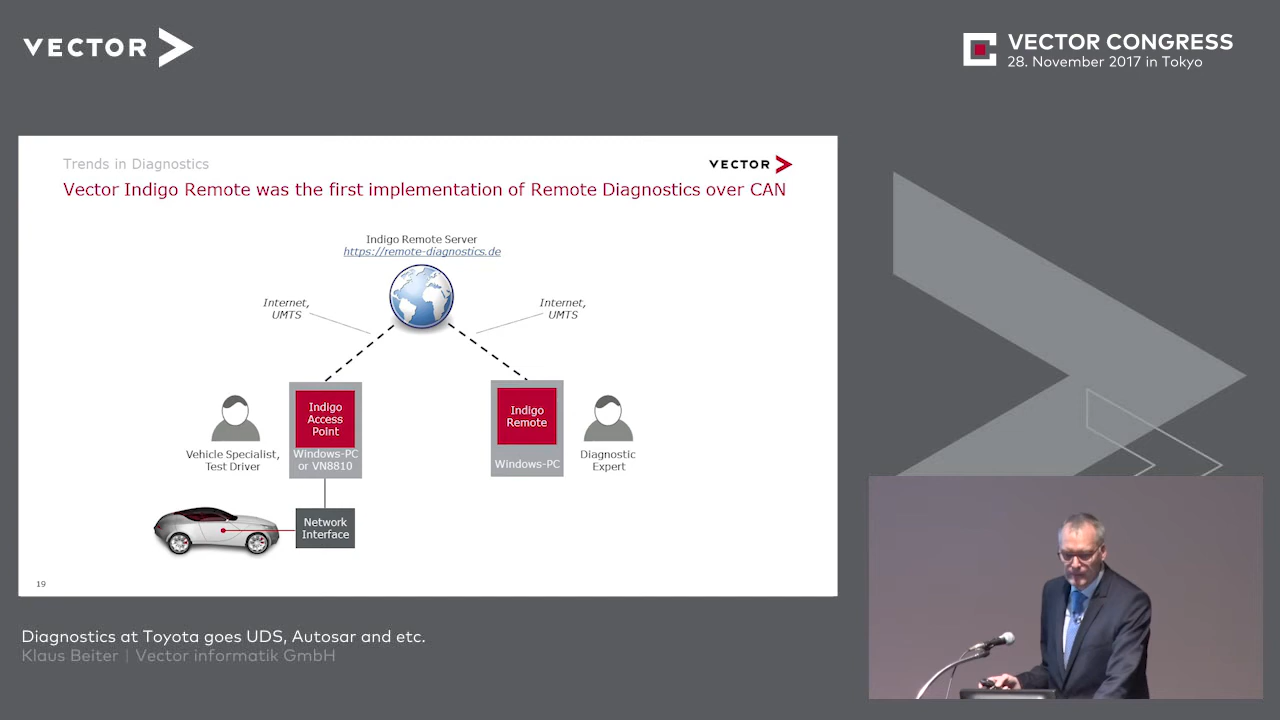 VECTOR
VECTOR CONGRESS
28. November 2017 in Tokyo
Trends in Diagnostics
VECTOR
Vector Indigo Remote was the first implementation of Remote Diagnostics over CAN
Indigo Remote Server
https://remote-diagnostics.de
Internet,
UMTS
Internet,
UMTS
Indigo
Access
Point
Windows-PC
or VN8810
Indigo
Remote
Windows-PC
Vehicle Specialist,
Test Driver
Diagnostic
Expert
Network
Interface
19
Diagnostics at Toyota goes UDS, Autosar and etc.
Klaus Beiter | Vector informatik GmbH